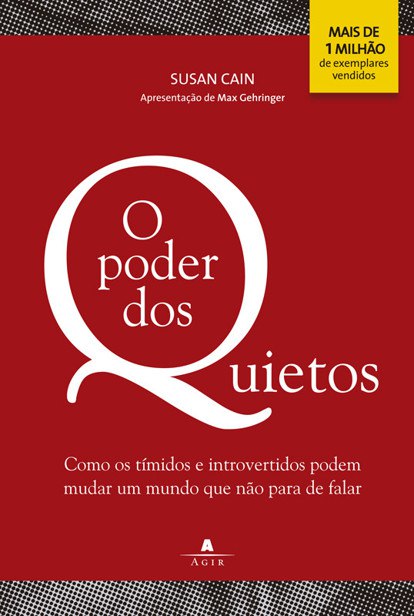 MAIS DE
1 MILHÃO
de exemplares
vendidos
SUSAN CAIN
Apresentação de Max Gehringer
O
poder
dos
Quietos
Como os tímidos e introvertidos podem
mudar um mundo que não para de falar
A
AGIR